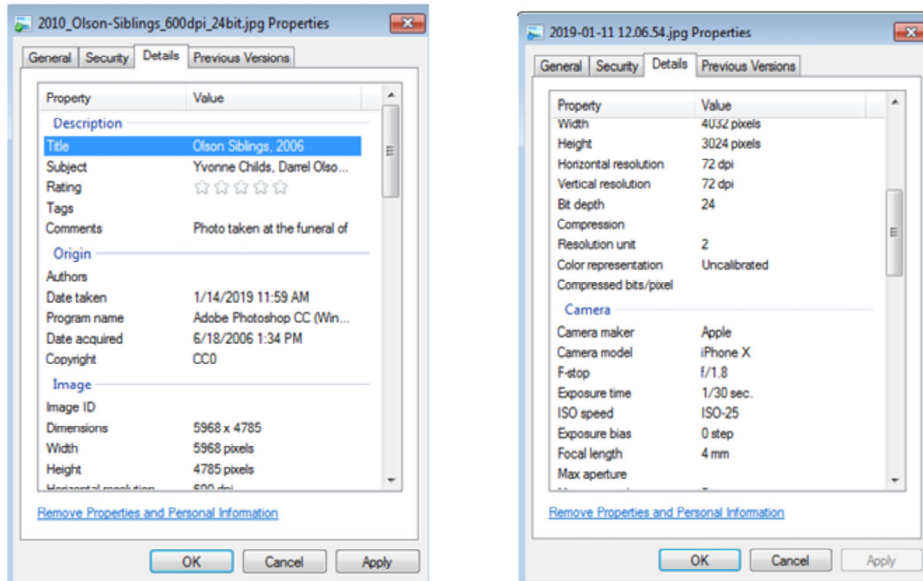 2010_Olson-Siblings_600dpi_24bit.jpg Properties
General Security Details Previous Versions
Property Value
Description
Title Olson Siblings, 2006
Subject Yvonne Childs, Darrel Olso...
Rating
Tags
Comments Photo taken at the funeral of
Origin
Authors
Date taken 1/14/2019 11:59 AM
Program name Adobe Photoshop CC (Win...
Date acquired 6/18/2006 1:34 PM
Copyright CC0
Image
Image ID
Dimensions 5968 x 4785
Width 5968 pixels
Height 4785 pixels
Horizontal resolution 600 dpi
Remove Properties and Personal Information
OK Cancel Apply
2019-01-11 12.06.54.jpg Properties
General Security Details Previous Versions
Property Value
Width 4032 pixels
Height 3024 pixels
Horizontal resolution 72 dpi
Vertical resolution 72 dpi
Bit depth 24
Compression
Resolution unit 2
Color representation Uncalibrated
Compressed bits/pixel
Camera
Camera maker Apple
Camera model iPhone X
F-stop f/1.8
Exposure time 1/30 sec.
ISO speed ISO-25
Exposure bias 0 step
Focal length 4 mm
Max aperture
Remove Properties and Personal Information
OK Cancel Apply